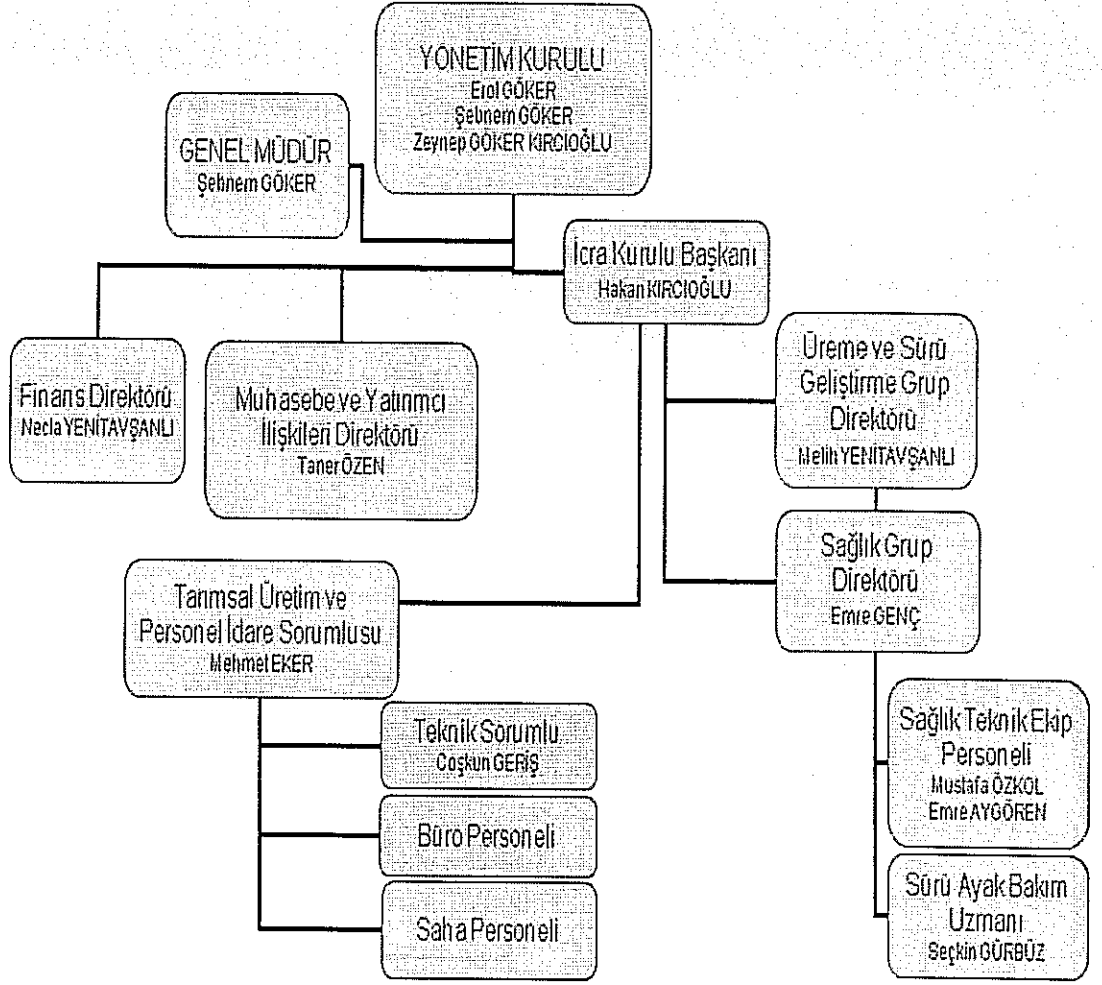 YÖNETİM KURULU
Erol GÖKER
Şebnem GÖKER
Zeynep GÖKER KIRCIOĞLU
GENEL MÜDÜR
Şebnem GÖKER
İcra Kurulu Başkanı
Hakan KIRCIOĞLU
Finans Direktörü
Necla YENİTAVŞANLI
Muhasebe ve Yatırımcı
İlişkileri Direktörü
Taner ÖZEN
Üreme ve Sürü
Geliştirme Grup
Direktörü
Melih YENİTAVŞANLI
Sağlık Grup
Direktörü
Emre GENÇ
Tarımsal Üretim ve
Personel İdare Sorumlusu
Mehmet EKER
Teknik Sorumlu
Coşkun GERİŞ
Büro Personeli
Saha Personeli
Sağlık Teknik Ekip
Personeli
Mustafa ÖZKOL
Emre AYGÖREN
Sürü Ayak Bakım
Uzmanı
Seçkin GÜRBÜZ